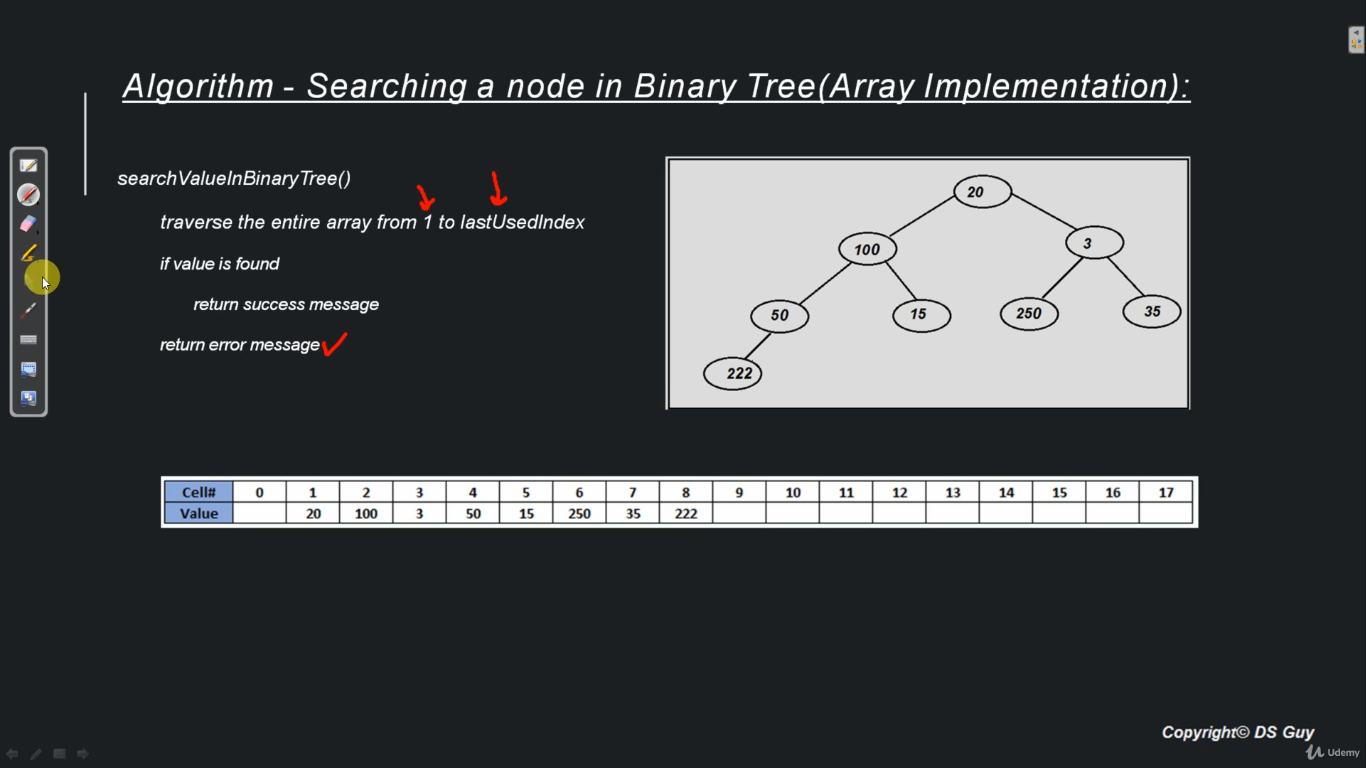 Algorithm - Searching a node in Binary Tree(Array Implementation):
searchValueInBinaryTree()
traverse the entire array from 1 to lastUsedIndex
if value is found
return success message
return error message
20
100
3
50
15
250
35
222
Cell# 0 1 2 3 4 5 6 7 8 9 10 11 12 13 14 15 16 17
Value 20 100 3 50 15 250 35 222
Copyright© DS Guy
Udemy